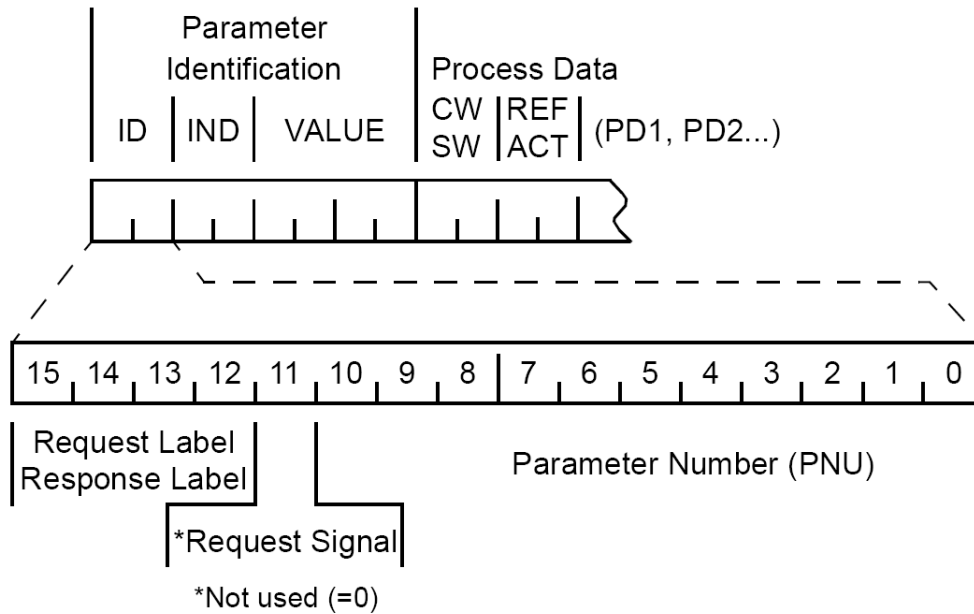 Parameter
Identification
Process Data
ID IND VALUE CW REF (PD1, PD2...)
SW ACT
15 14 13 12 11 10 9 8 7 6 5 4 3 2 1 0
Request Label
Response Label
Parameter Number (PNU)
*Request Signal
*Not used (=0)